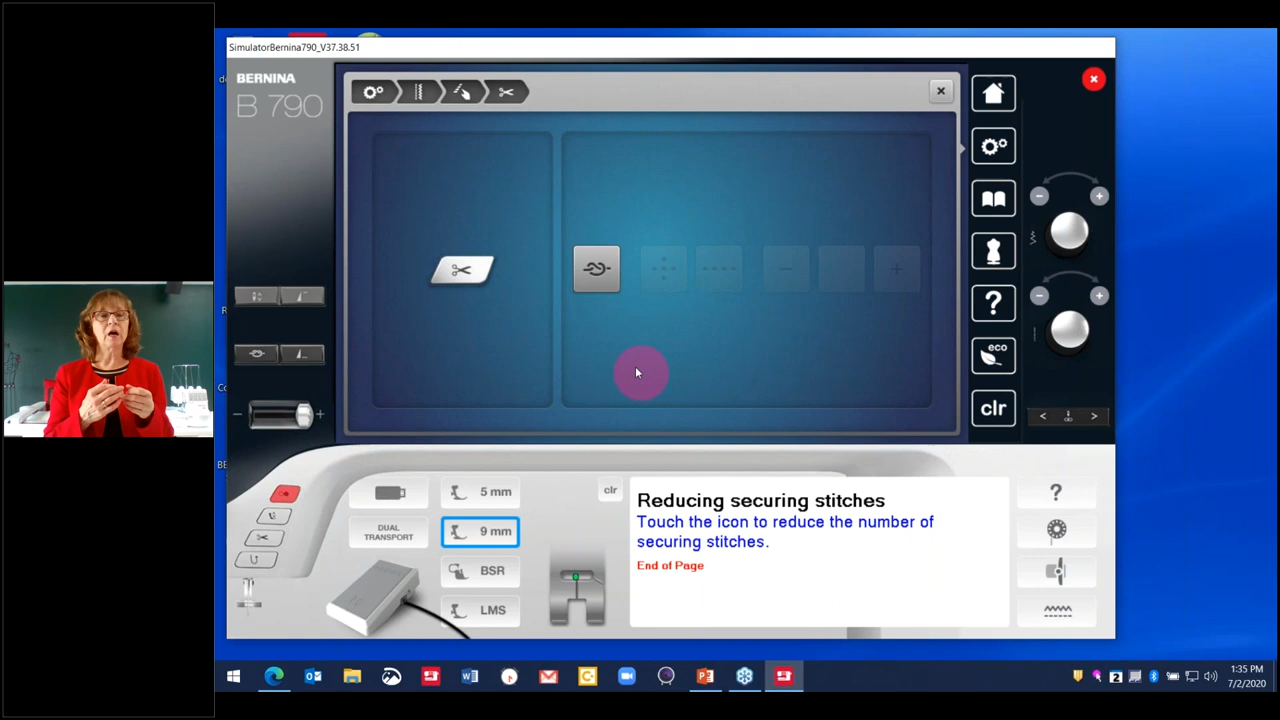 SimulatorBernina790_V37.38.51
BERNINA
B 790
eco
clr
5 mm
clr
DUAL
TRANSPORT
9 mm
BSR
LMS
Reducing securing stitches
Touch the icon to reduce the number of
securing stitches.
End of Page
1:35 PM
7/2/2020